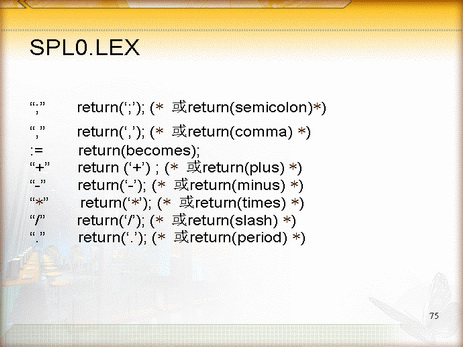 SPL0.LEX
“;” return(‘;’); (* 或return(semicolon)*)
“,” return(‘,’); (* 或return(comma) *)
:= return(becomes);
“+” return (‘+’) ; (* 或return(plus) *)
“-” return(‘-’); (* 或return(minus) *)
“*” return(‘*’); (* 或return(times) *)
“/” return(‘/’); (* 或return(slash) *)
“.” return(‘.’); (* 或return(period) *)
75